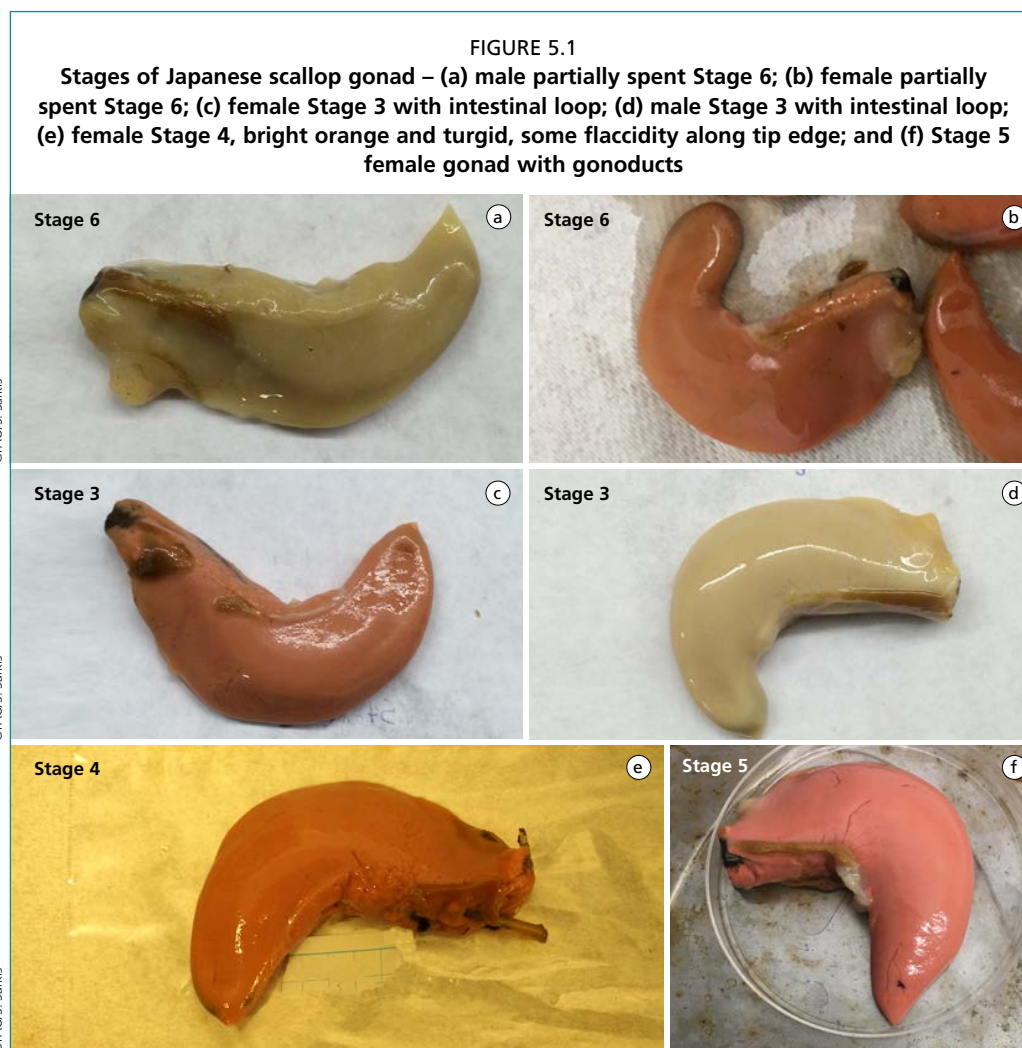 FIGURE 5.1
Stages of Japanese scallop gonad – (a) male partially spent Stage 6; (b) female partially
spent Stage 6; (c) female Stage 3 with intestinal loop; (d) male Stage 3 with intestinal loop;
(e) female Stage 4, bright orange and turgid, some flaccidity along tip edge; and (f) Stage 5
female gonad with gonoducts
Stage 6
a
Stage 6
b
Stage 3
c
Stage 3
d
Stage 4
e
Stage 5
f